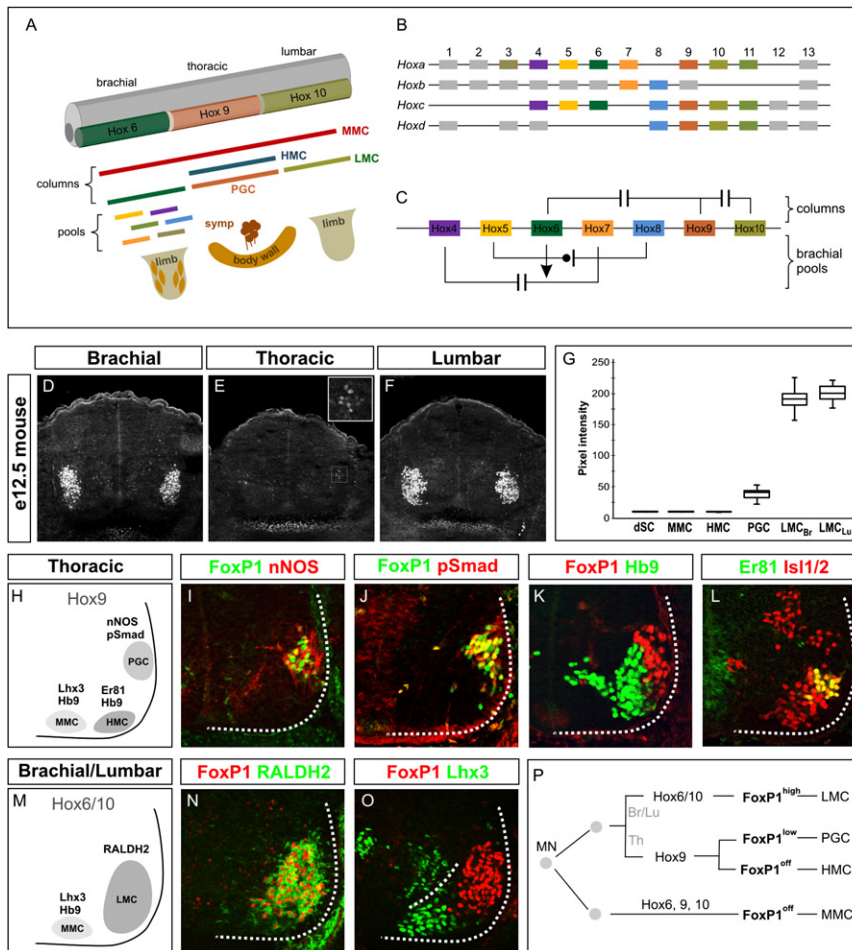 A
brachial
thoracic
lumbar
Hox 6
Hox 9
Hox 10
MMC
HMC
LMC
PGC
columns
pools
limb
symp
body wall
limb
B
1 2 3 4 5 6 7 8 9 10 11 12 13
Hoxa
Hoxb
Hoxc
Hoxd
C
columns
Hox4 Hox5 Hox6 Hox7 Hox8 Hox9 Hox10
brachial
pools
Brachial
Thoracic
Lumbar
e12.5 mouse
D
E
F
G
Pixel intensity
250
200
150
100
50
0
dSC MMC HMC PGC LMCBr LMCLu
Thoracic
H
Hox9
nNOS
pSmad
PGC
Lhx3
Hb9
Er81
Hb9
MMC
HMC
FoxP1 nNOS
I
FoxP1 pSmad
J
FoxP1 Hb9
K
Er81 Isl1/2
L
Brachial/Lumbar
M
Hox6/10
RALDH2
LMC
Lhx3
Hb9
MMC
FoxP1 RALDH2
N
FoxP1 Lhx3
O
P
MN
Br/Lu
Th
Hox6/10
FoxP1high
LMC
Hox9
FoxP1low
PGC
FoxP1off
HMC
Hox6, 9, 10
FoxP1off
MMC